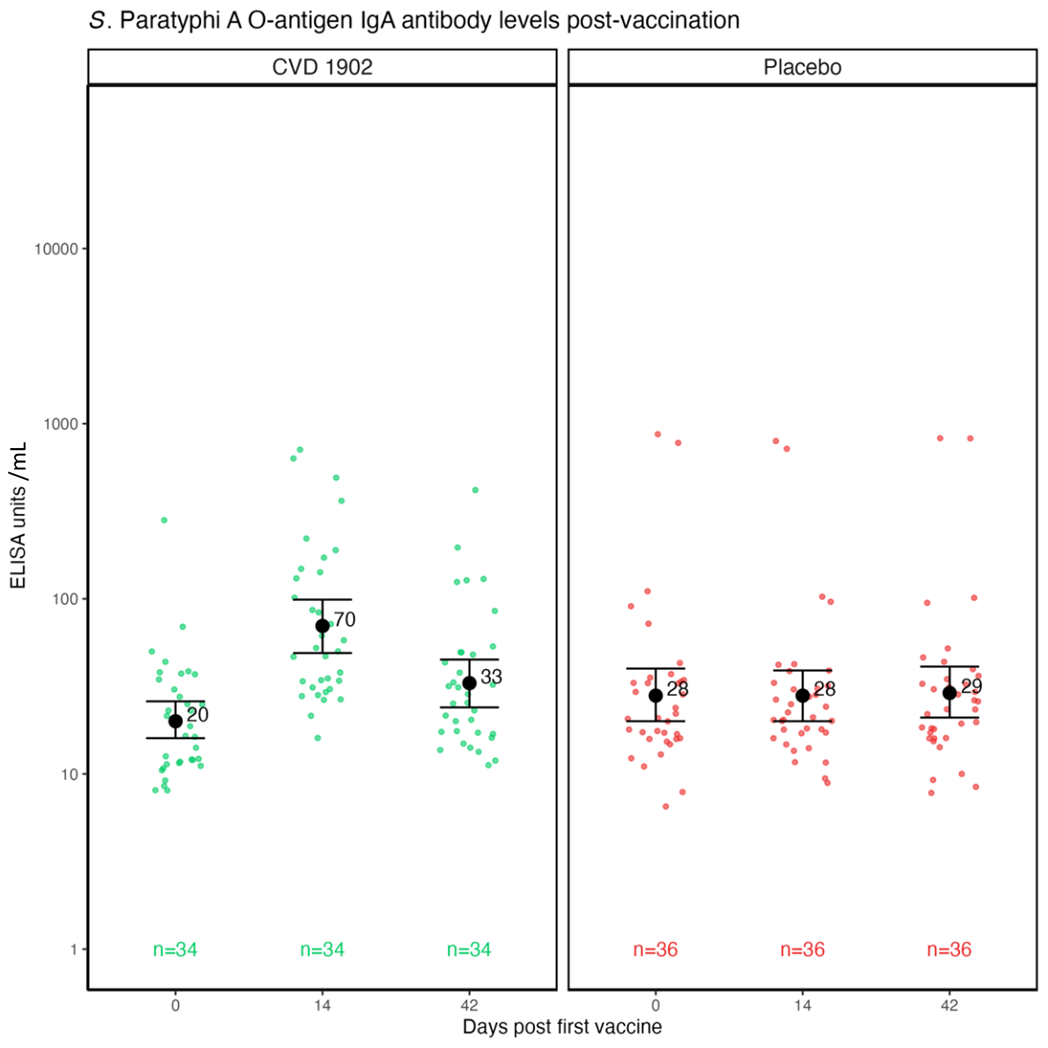 S. Paratyphi A O-antigen IgA antibody levels post-vaccination
CVD 1902
Placebo
ELISA units /mL
10000
1000
100
10
1
20
70
33
28
28
29
n=34
n=34
n=34
n=36
n=36
n=36
0
14
42
0
14
42
Days post first vaccine